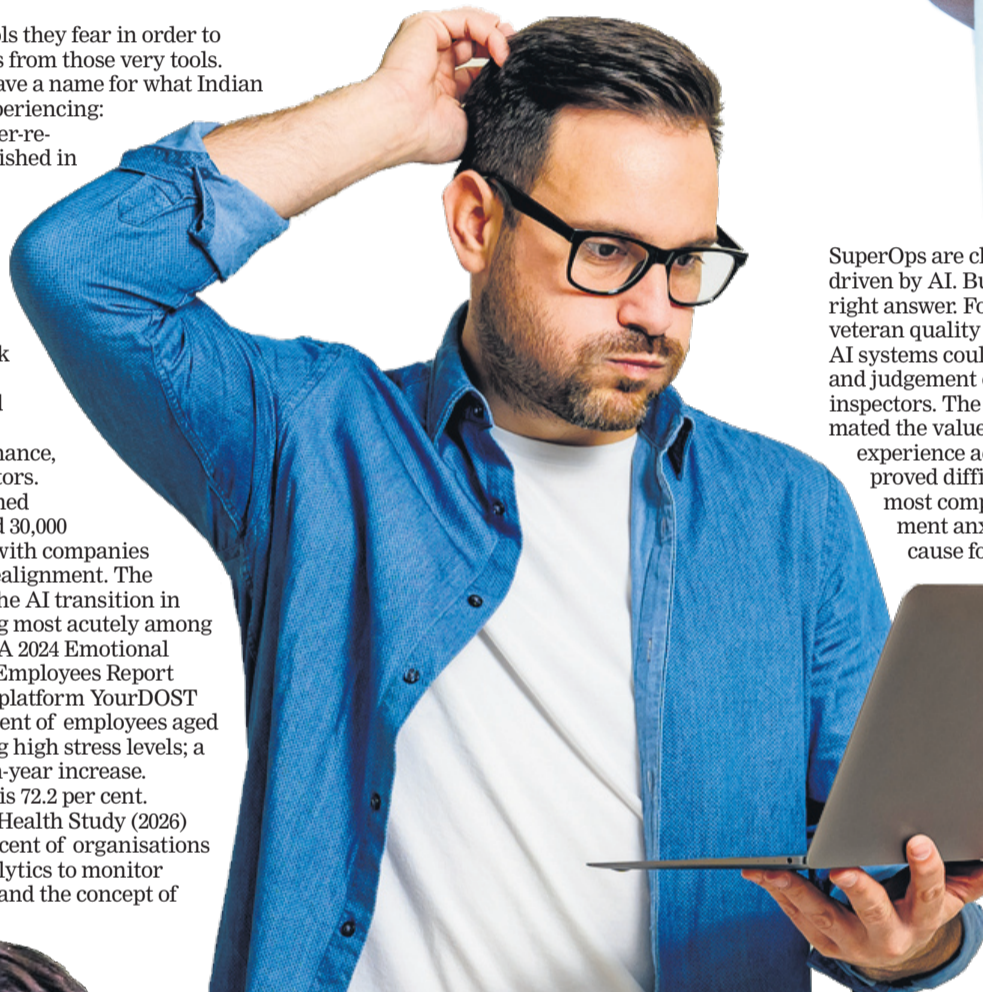 ls they fear in order to
s from those very tools.
ave a name for what Indian
periencing:
er-re-
ished in
k
l
nance,
tors.
ned
d 30,000
with companies
ealignment. The
he AI transition in
g most acutely among
A 2024 Emotional
Employees Report
platform YourDOST
ent of employees aged
g high stress levels; a
-year increase.
is 72.2 per cent.
Health Study (2026)
cent of organisations
lytics to monitor
and the concept of
SuperOps are cl
driven by AI. Bu
right answer. Fo
veteran quality
AI systems coul
and judgement
inspectors. The
mated the value
experience a
proved diffi
most comp
ment anx
cause fo